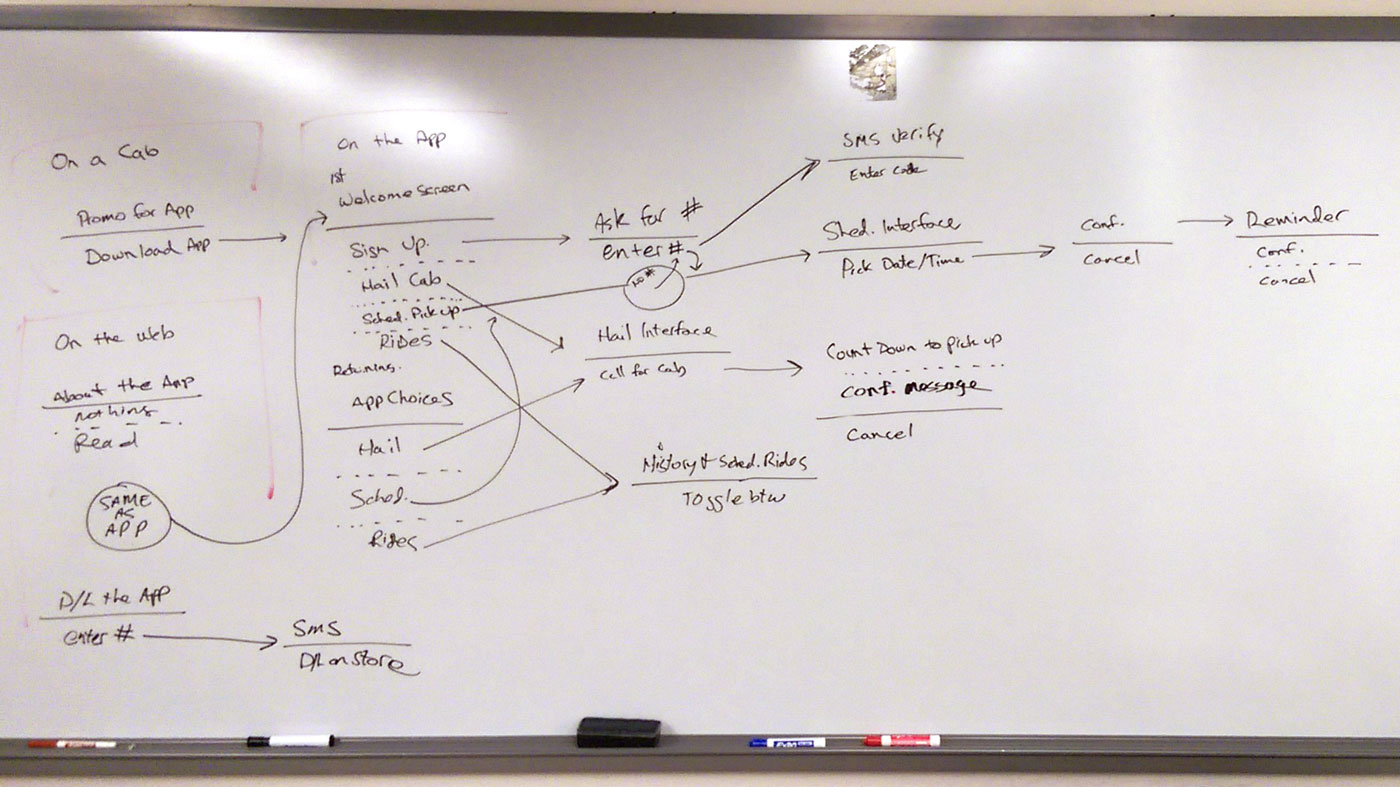 On a Cab
Promo for App
Download App
On the Web
About the App
nothing
Read
SAME
AS
APP
D/L the App
enter #
SMS
D/L on Store
On the App
1st
Welcome Screen
Sign Up.
Hail Cab
Sched. Pick up
Rides
Returning.
App Choices
Hail
Sched.
Rides
Ask for #
enter #
NO #
Hail Interface
Call for Cab
History & Sched. Rides
Toggle btw
SMS Verify
Enter Code
Shed. Interface
Pick Date/Time
Conf.
Cancel
Reminder
Conf.
Cancel
Count Down to pick up
Conf. message
Cancel